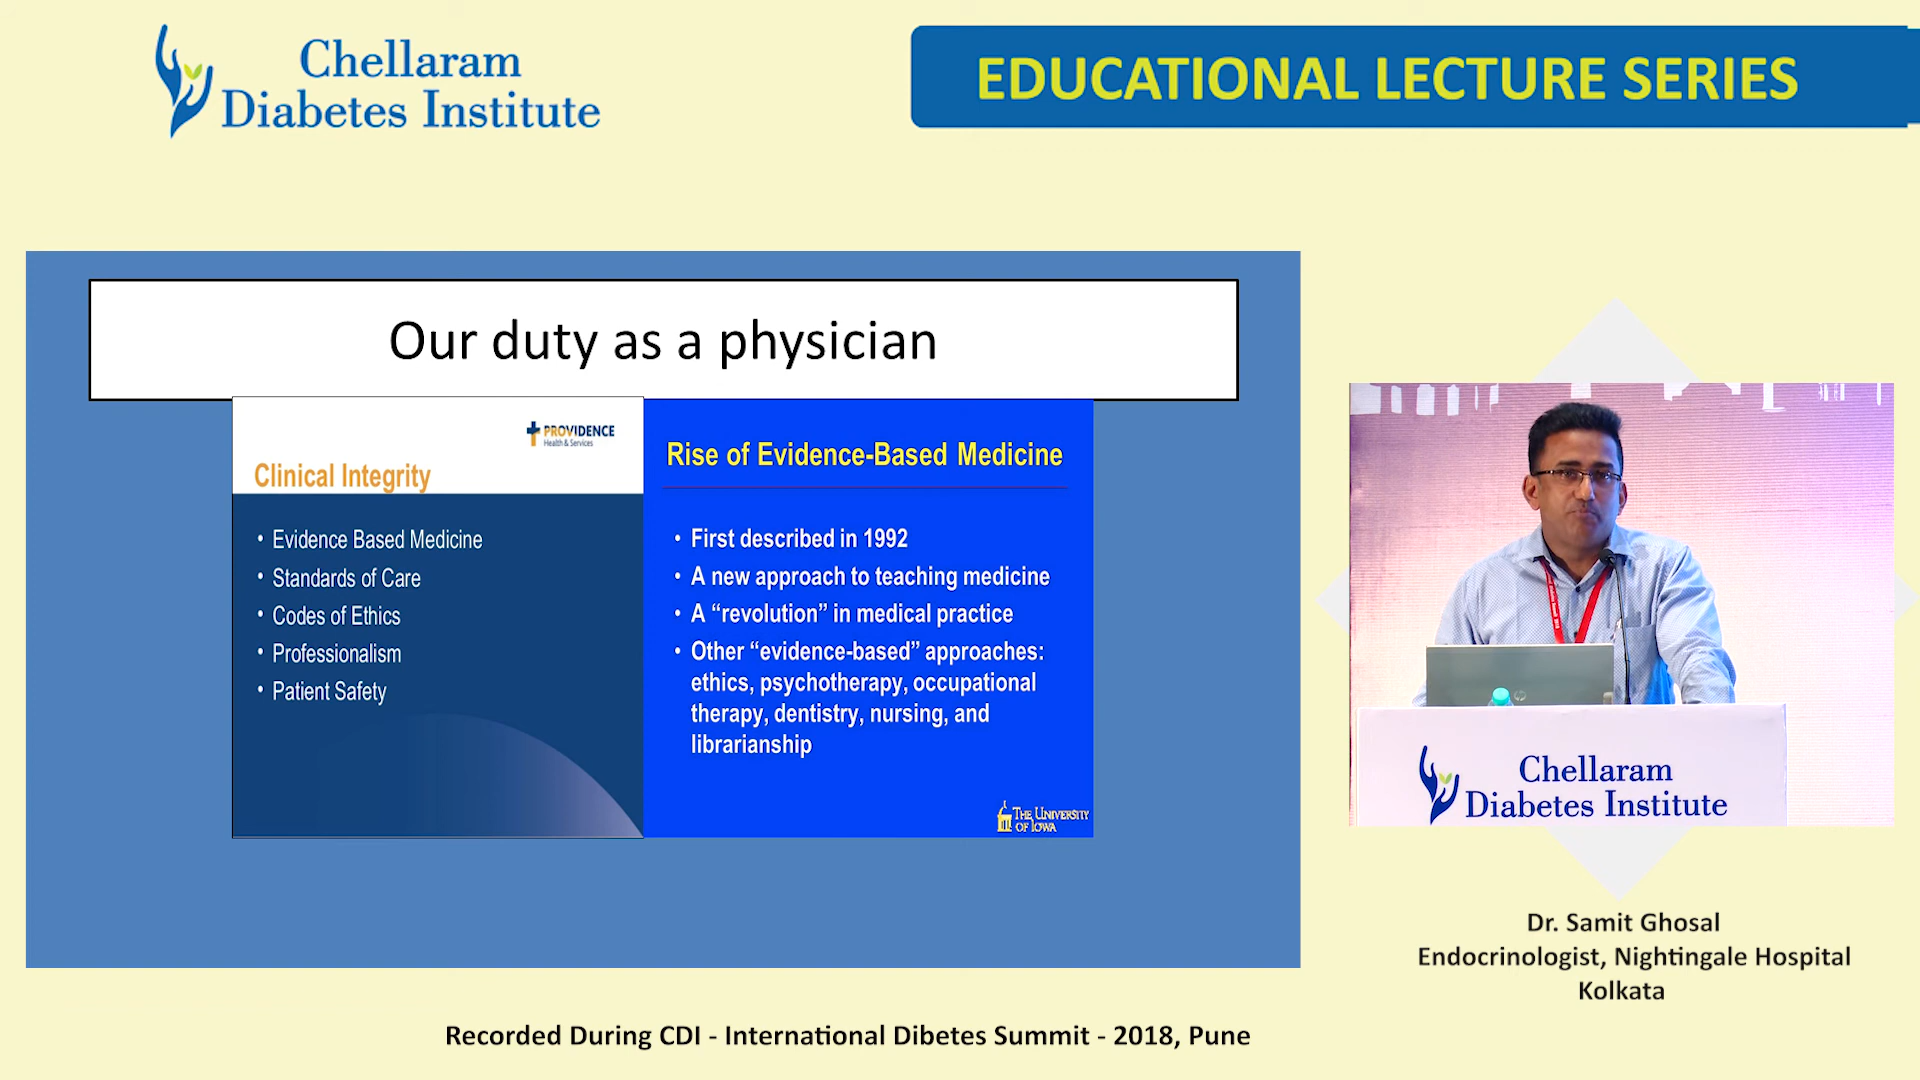 Chellaram
Diabetes Institute
EDUCATIONAL LECTURE SERIES
Our duty as a physician
PROVIDENCE
Health & Services
Clinical Integrity
• Evidence Based Medicine
• Standards of Care
• Codes of Ethics
• Professionalism
• Patient Safety
Rise of Evidence-Based Medicine
• First described in 1992
• A new approach to teaching medicine
• A “revolution” in medical practice
• Other “evidence-based” approaches:
ethics, psychotherapy, occupational
therapy, dentistry, nursing, and
librarianship
THE UNIVERSITY
OF IOWA
Chellaram
Diabetes Institute
Dr. Samit Ghosal
Endocrinologist, Nightingale Hospital
Kolkata
Recorded During CDI - International Dibetes Summit - 2018, Pune